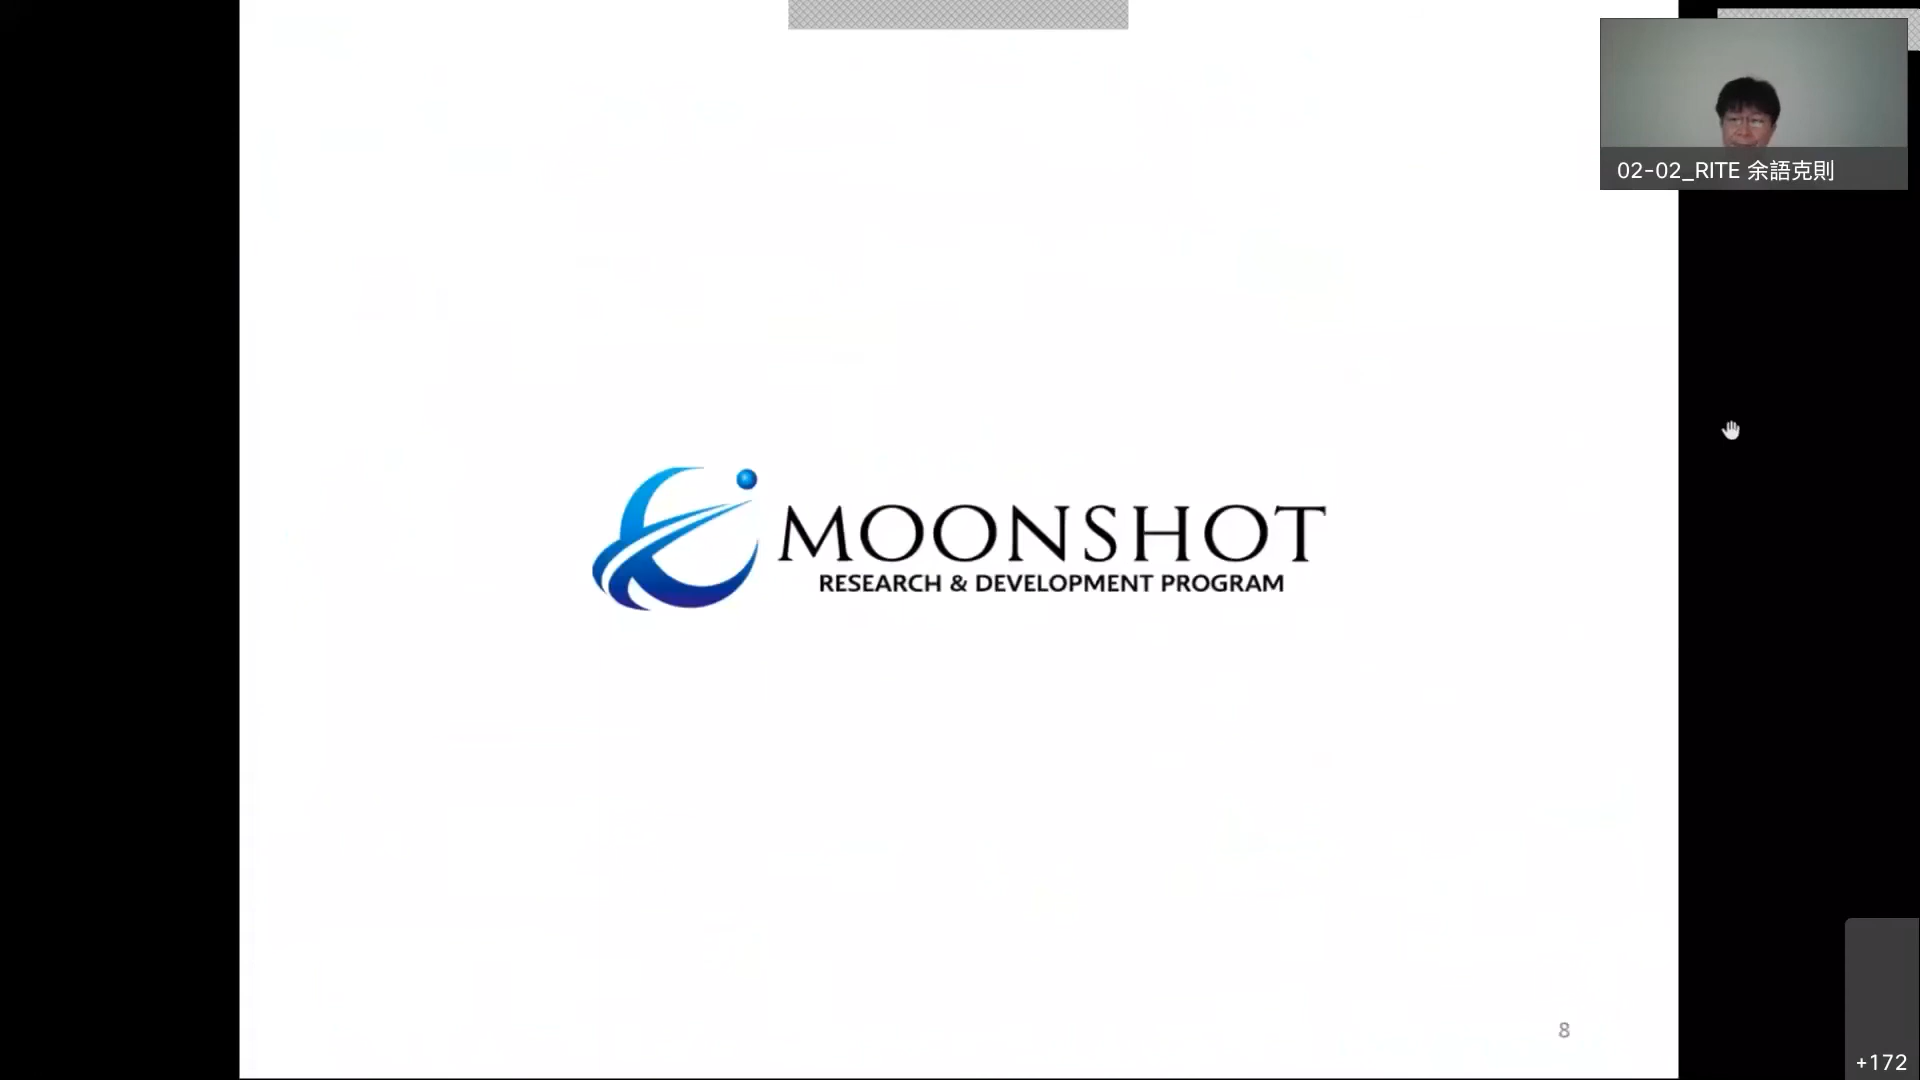 02-02_RITE 余語克則
MOONSHOT
RESEARCH & DEVELOPMENT PROGRAM
8
+172